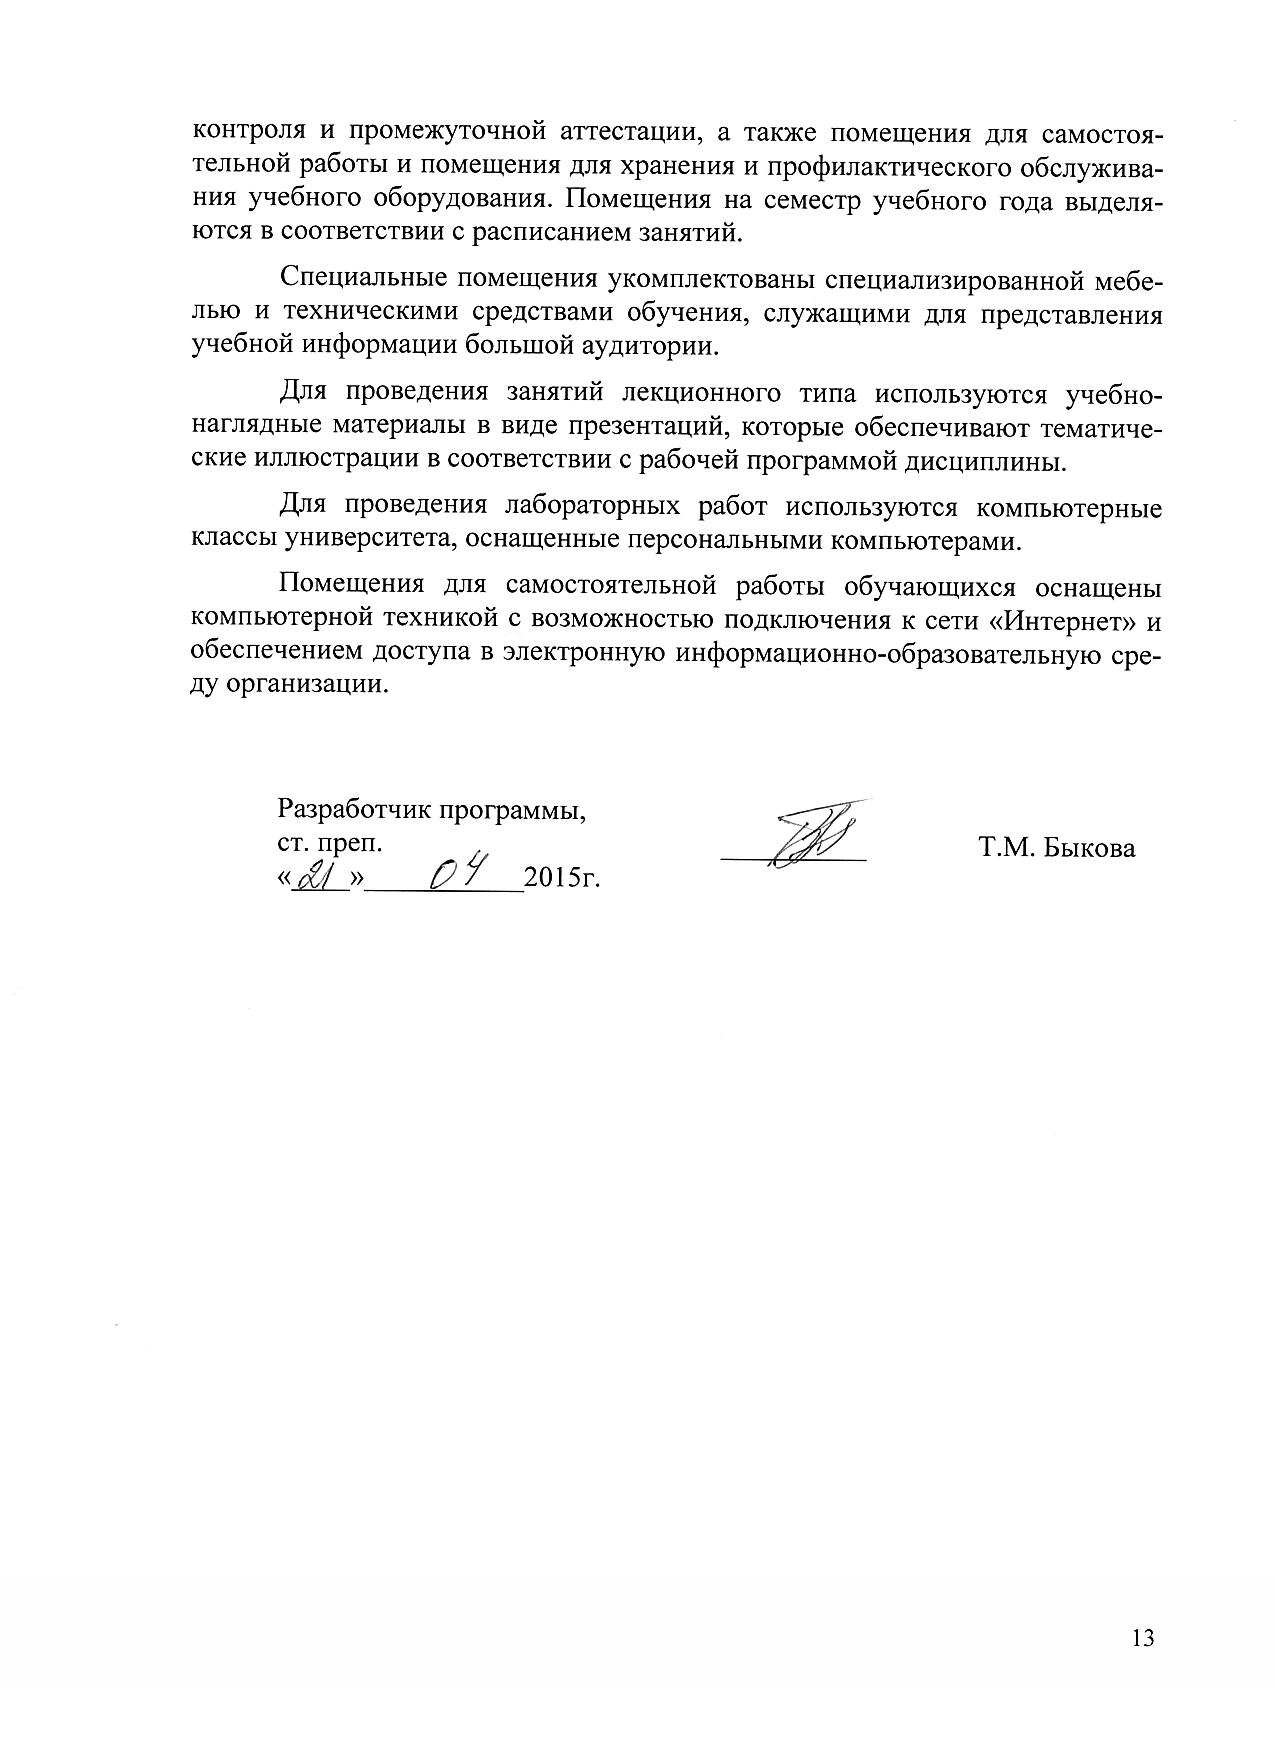 контроля и промежуточной аттестации, а также помещения для самостоя-
тельной работы и помещения для хранения и профилактического обслужива-
ния учебного оборудования. Помещения на семестр учебного года выделя-
ются в соответствии с расписанием занятий.
Специальные помещения укомплектованы специализированной мебе-
лью и техническими средствами обучения, служащими для представления
учебной информации большой аудитории.
Для проведения занятий лекционного типа используются учебно-
наглядные материалы в виде презентаций, которые обеспечивают тематиче-
ские иллюстрации в соответствии с рабочей программой дисциплины.
Для проведения лабораторных работ используются компьютерные
классы университета, оснащенные персональными компьютерами.
Помещения для самостоятельной работы обучающихся оснащены
компьютерной техникой с возможностью подключения к сети «Интернет» и
обеспечением доступа в электронную информационно-образовательную сре-
ду организации.
Разработчик программы,
ст. преп. Т.М. Быкова
«21» 04 2015г.
13